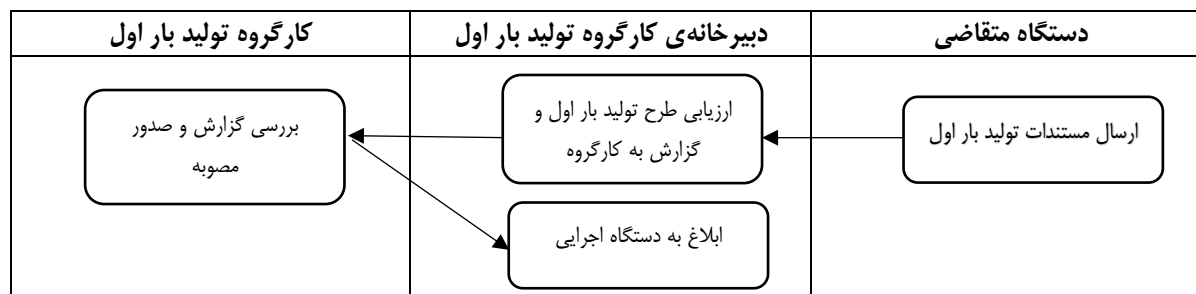 دستگاه متقاضی
دبیرخانه‌ی کارگروه تولید بار اول
کارگروه تولید بار اول
ارسال مستندات تولید بار اول
ارزیابی طرح تولید بار اول و
گزارش به کارگروه
بررسی گزارش و صدور
مصوبه
ابلاغ به دستگاه اجرایی